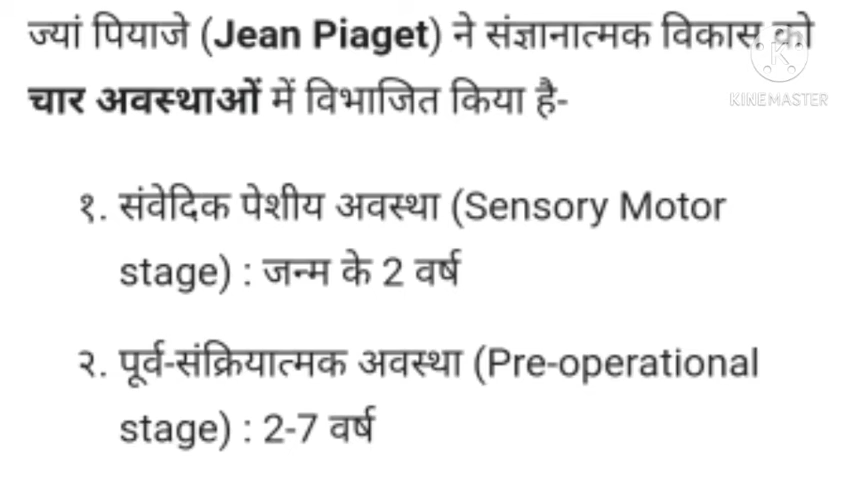 ज्यां पियाजे (Jean Piaget) ने संज्ञानात्मक विकास को
चार अवस्थाओं में विभाजित किया है-
KINEMASTER
१. संवेदिक पेशीय अवस्था (Sensory Motor
stage) : जन्म के 2 वर्ष
२. पूर्व-संक्रियात्मक अवस्था (Pre-operational
stage) : 2-7 वर्ष